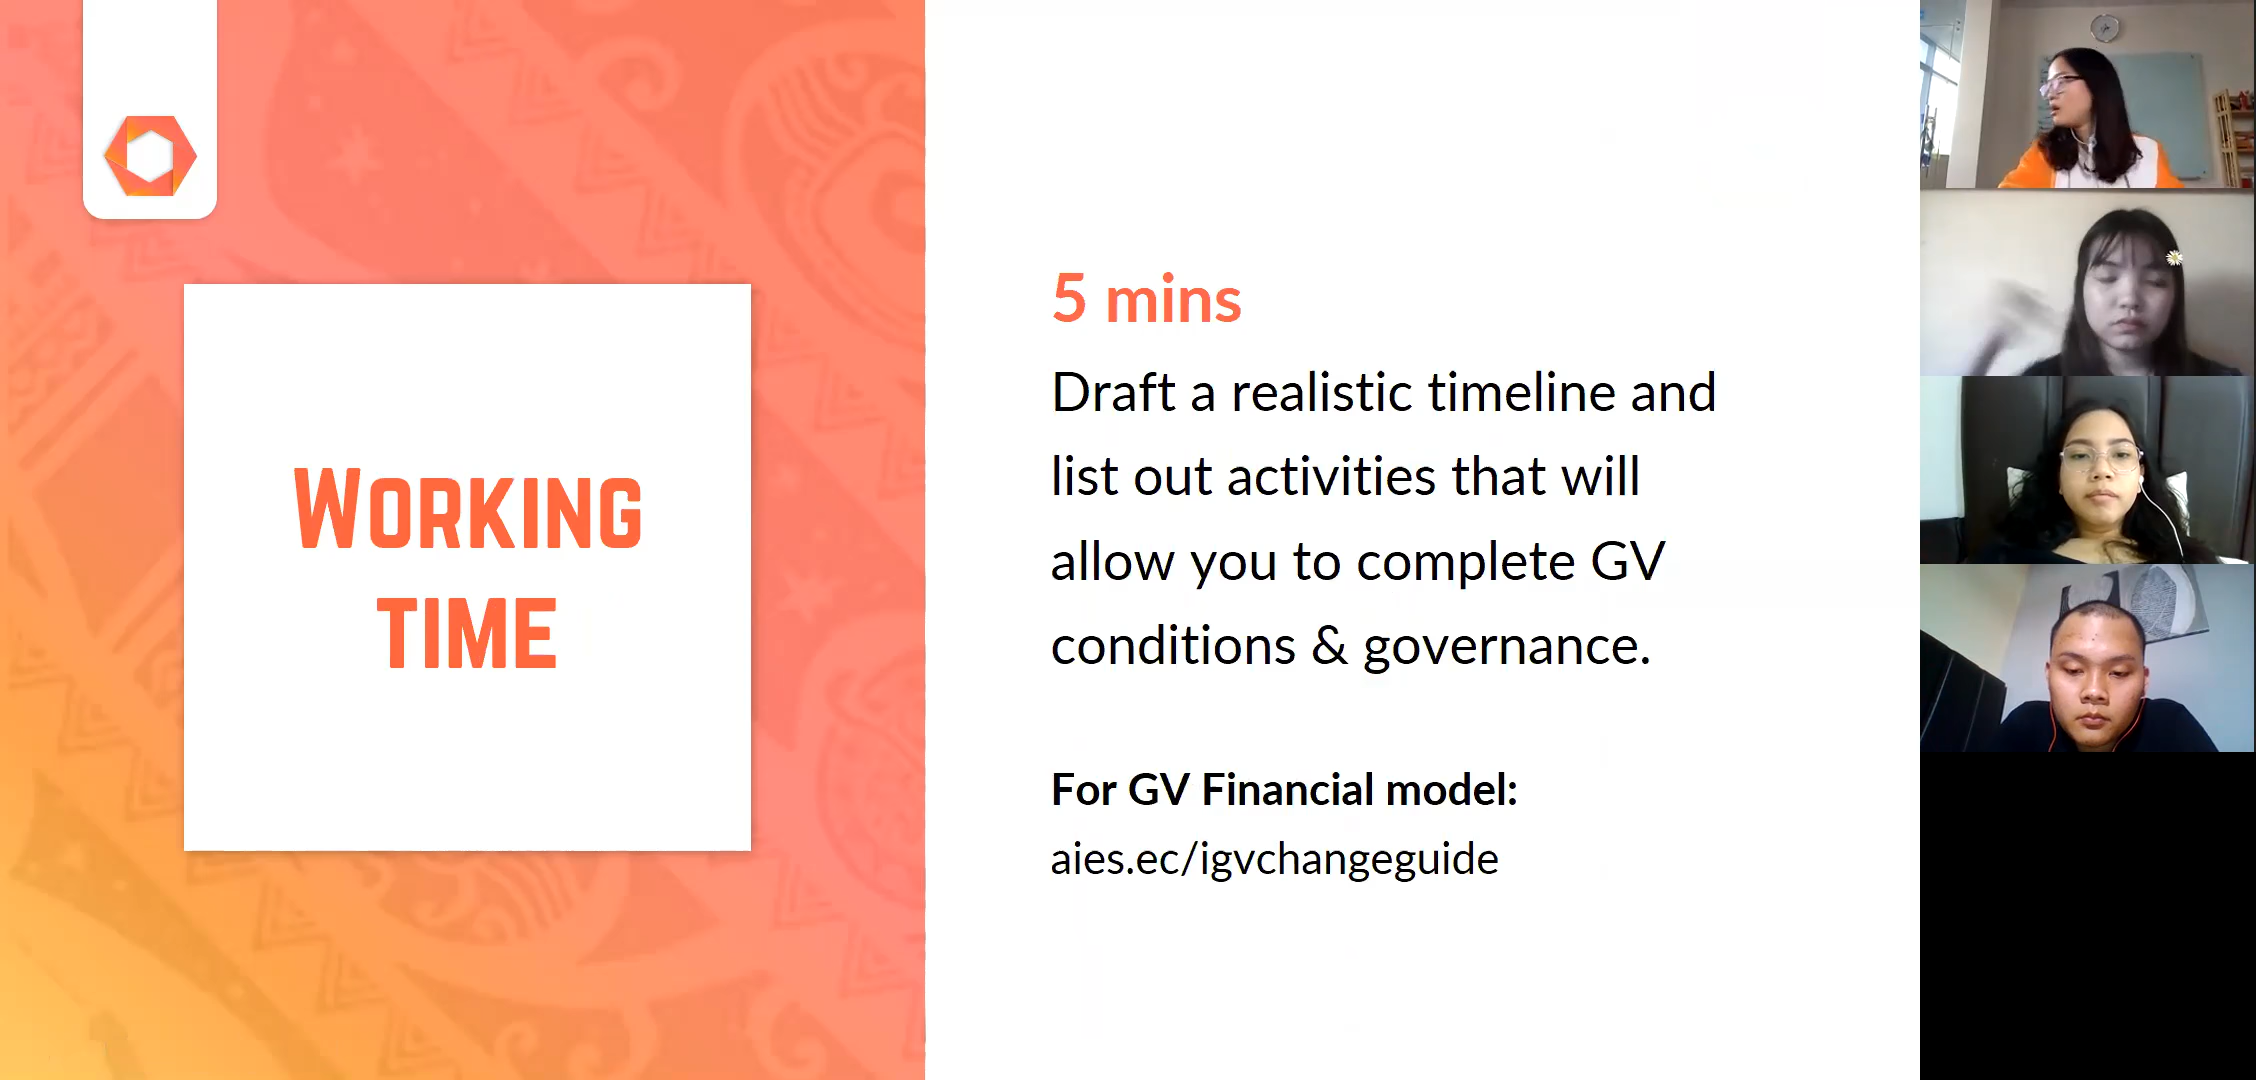 WORKING
TIME
5 mins
Draft a realistic timeline and
list out activities that will
allow you to complete GV
conditions & governance.
For GV Financial model:
aies.ec/igvchangeguide